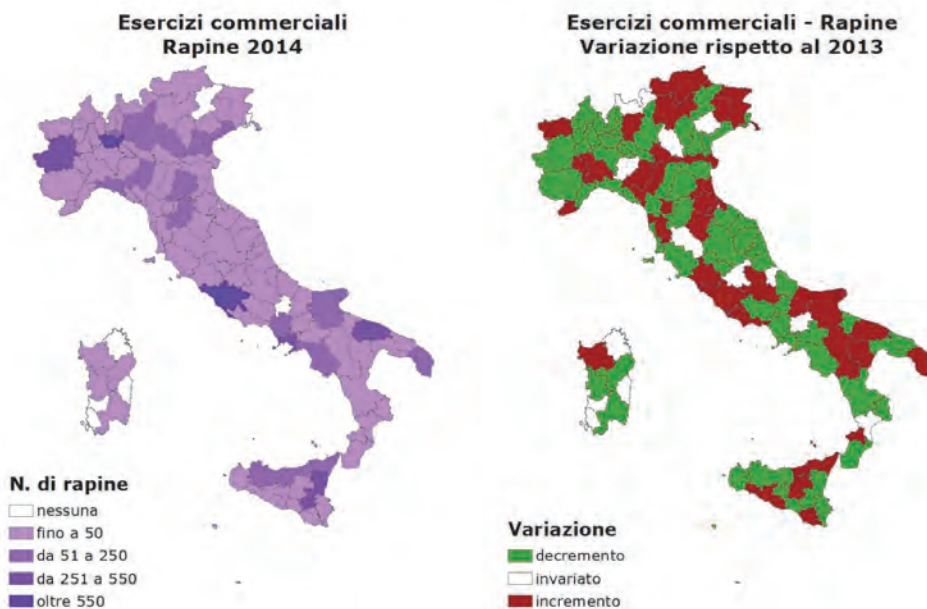 Esercizi commerciali
Rapine 2014
Esercizi commerciali - Rapine
Variazione rispetto al 2013
N. di rapine
nessuna
fino a 50
da 51 a 250
da 251 a 550
oltre 550
Variazione
decremento
invariato
incremento